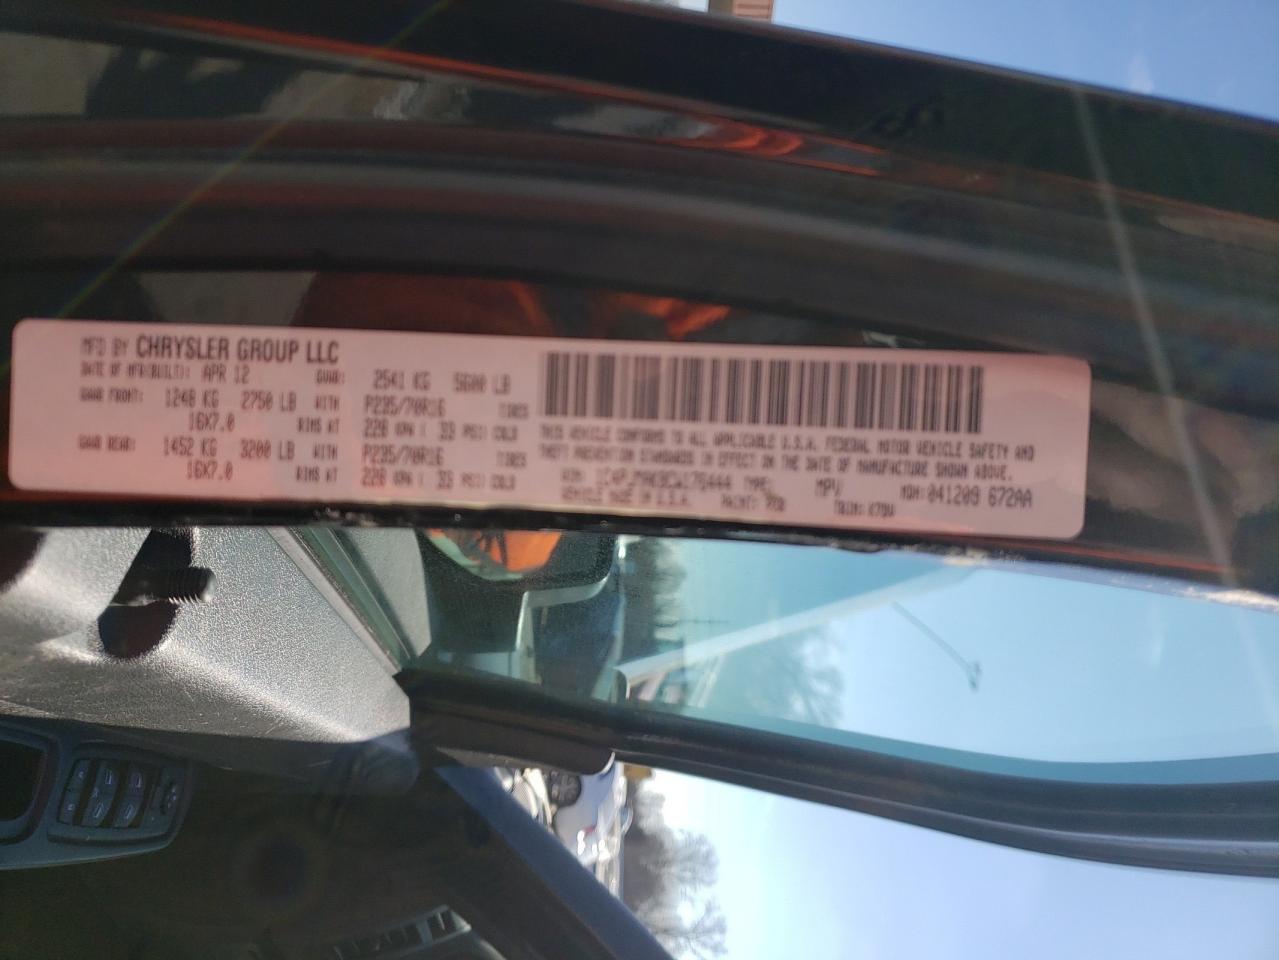 MFD BY CHRYSLER GROUP LLC
DATE OF MFR(BUILT): APR 12 GVWR: 2541 KG 5600 LB
GAWR FRONT: 1248 KG 2750 LB WITH P235/70R16 TIRES
16X7.0 RIMS AT 228 KPA ( 33 PSI) COLD
GAWR REAR: 1452 KG 3200 LB WITH P235/70R16 TIRES
16X7.0 RIMS AT 228 KPA ( 33 PSI) COLD
THIS VEHICLE CONFORMS TO ALL APPLICABLE U.S.A. FEDERAL MOTOR VEHICLE SAFETY AND
THEFT PREVENTION STANDARDS IN EFFECT ON THE DATE OF MANUFACTURE SHOWN ABOVE.
VIN: TYPE: MPV MDH: 041209 672AA
VEHICLE MADE IN U.S.A. PAINT: TRIM: